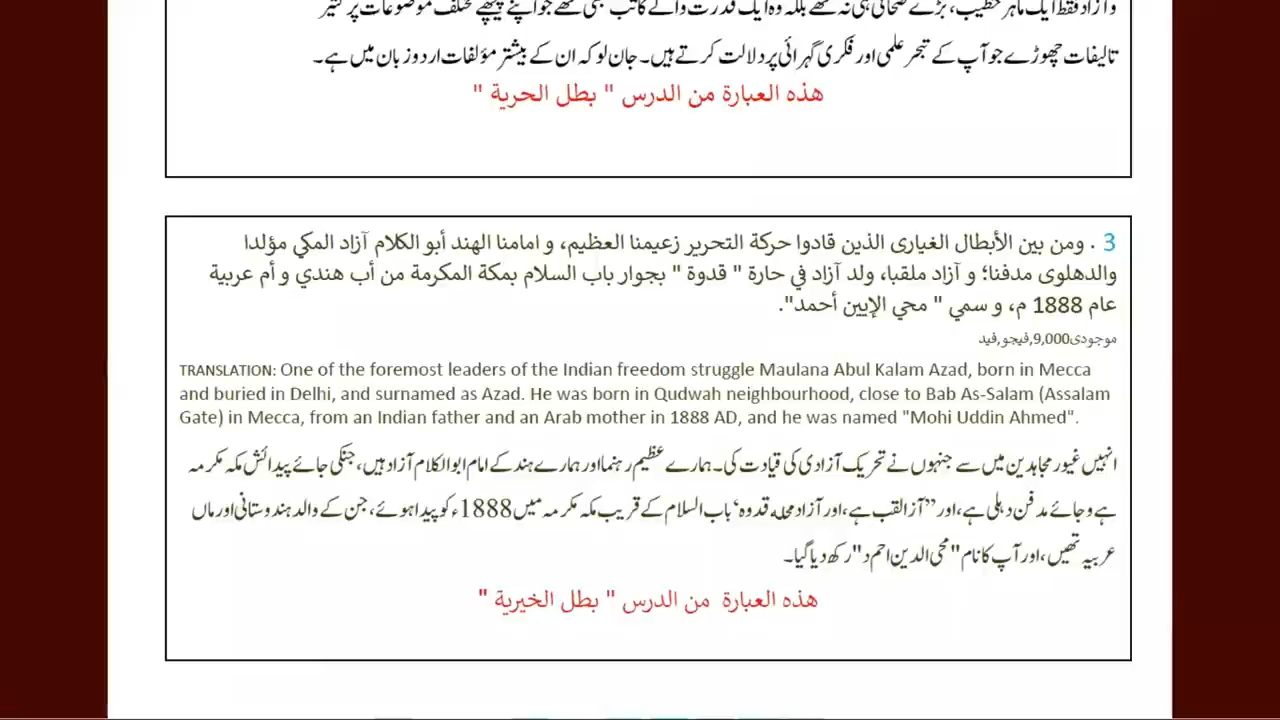 و آزاد فقط ایک ماہر خطیب، بڑے صحافی ہی نہ تھے بلکہ وہ ایک قدرت والے کاتب بھی تھے جو اپنے پیچھے مختلف موضوعات پر کثیر
تالیفات چھوڑے جو آپ کے تبحر علمی اور فکری گہرائی پر دلالت کرتے ہیں۔ جان لو کہ ان کے بیشتر مؤلفات اردو زبان میں ہے۔
هذه العبارة من الدرس " بطل الحرية "
3 . ومن بين الأبطال الغيارى الذين قادوا حركة التحرير زعيمنا العظيم، و امامنا الهند أبو الكلام آزاد المكي مؤلدا
والدهلوى مدفنا؛ و آزاد ملقبا، ولد آزاد في حارة " قدوة " بجوار باب السلام بمكة المكرمة من أب هندي و أم عربية
عام 1888 م، و سمي " محي الإيين أحمد".
موجودی9,000,فیجو,فید
TRANSLATION: One of the foremost leaders of the Indian freedom struggle Maulana Abul Kalam Azad, born in Mecca
and buried in Delhi, and surnamed as Azad. He was born in Qudwah neighbourhood, close to Bab As-Salam (Assalam
Gate) in Mecca, from an Indian father and an Arab mother in 1888 AD, and he was named "Mohi Uddin Ahmed".
انہیں غیور مجاہدین میں سے جنہوں نے تحریک آزادی کی قیادت کی۔ ہمارے عظیم رہنما اور ہمارے ہند کے امام ابو الکلام آزاد ہیں، جنکی جائے پیدائش مکہ مکرمہ
ہے و جائے مدفن دہلی ہے، اور ”آزا لقب ہے، اور آزاد محلہ قدوہ‘ باب السلام کے قریب مکہ مکرمہ میں 1888ء کو پیدا ہوئے، جن کے والد ہندوستانی اور ماں
عربیہ تھیں، اور آپ کا نام "محی الدین احمد" رکھ دیا گیا۔
هذه العبارة من الدرس " بطل الخيرية "